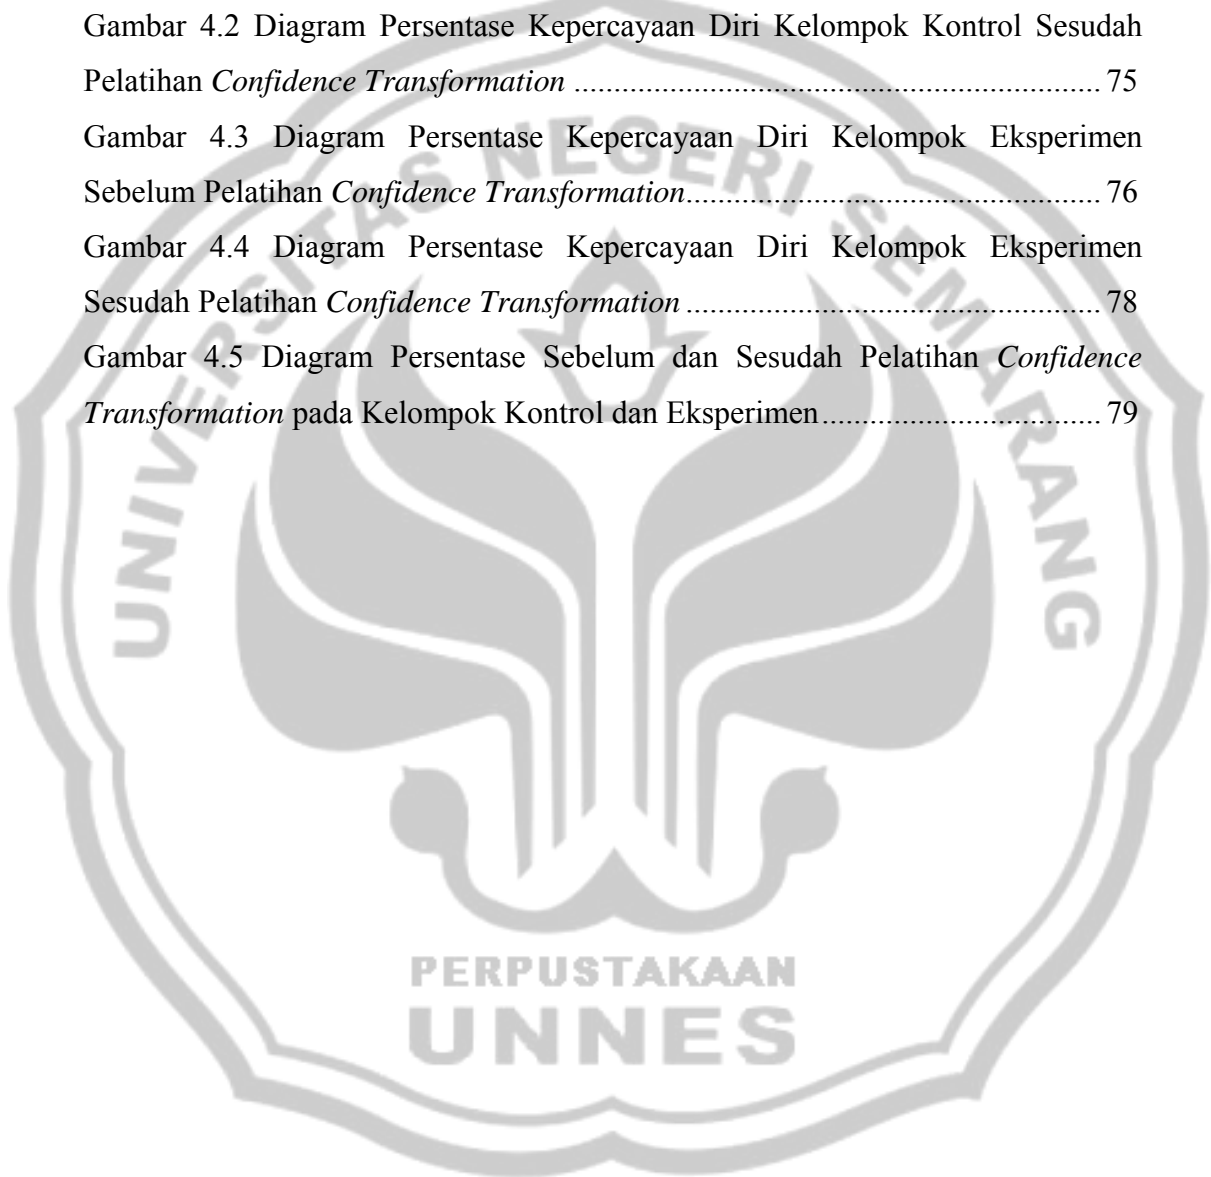 Gambar 4.2 Diagram Persentase Kepercayaan Diri Kelompok Kontrol Sesudah
Pelatihan Confidence Transformation ................................................................ 75
Gambar 4.3 Diagram Persentase Kepercayaan Diri Kelompok Eksperimen
Sebelum Pelatihan Confidence Transformation.................................................. 76
Gambar 4.4 Diagram Persentase Kepercayaan Diri Kelompok Eksperimen
Sesudah Pelatihan Confidence Transformation .................................................. 78
Gambar 4.5 Diagram Persentase Sebelum dan Sesudah Pelatihan Confidence
Transformation pada Kelompok Kontrol dan Eksperimen.................................. 79
UNIVERSITAS NEGERI SEMARANG
PERPUSTAKAAN
UNNES